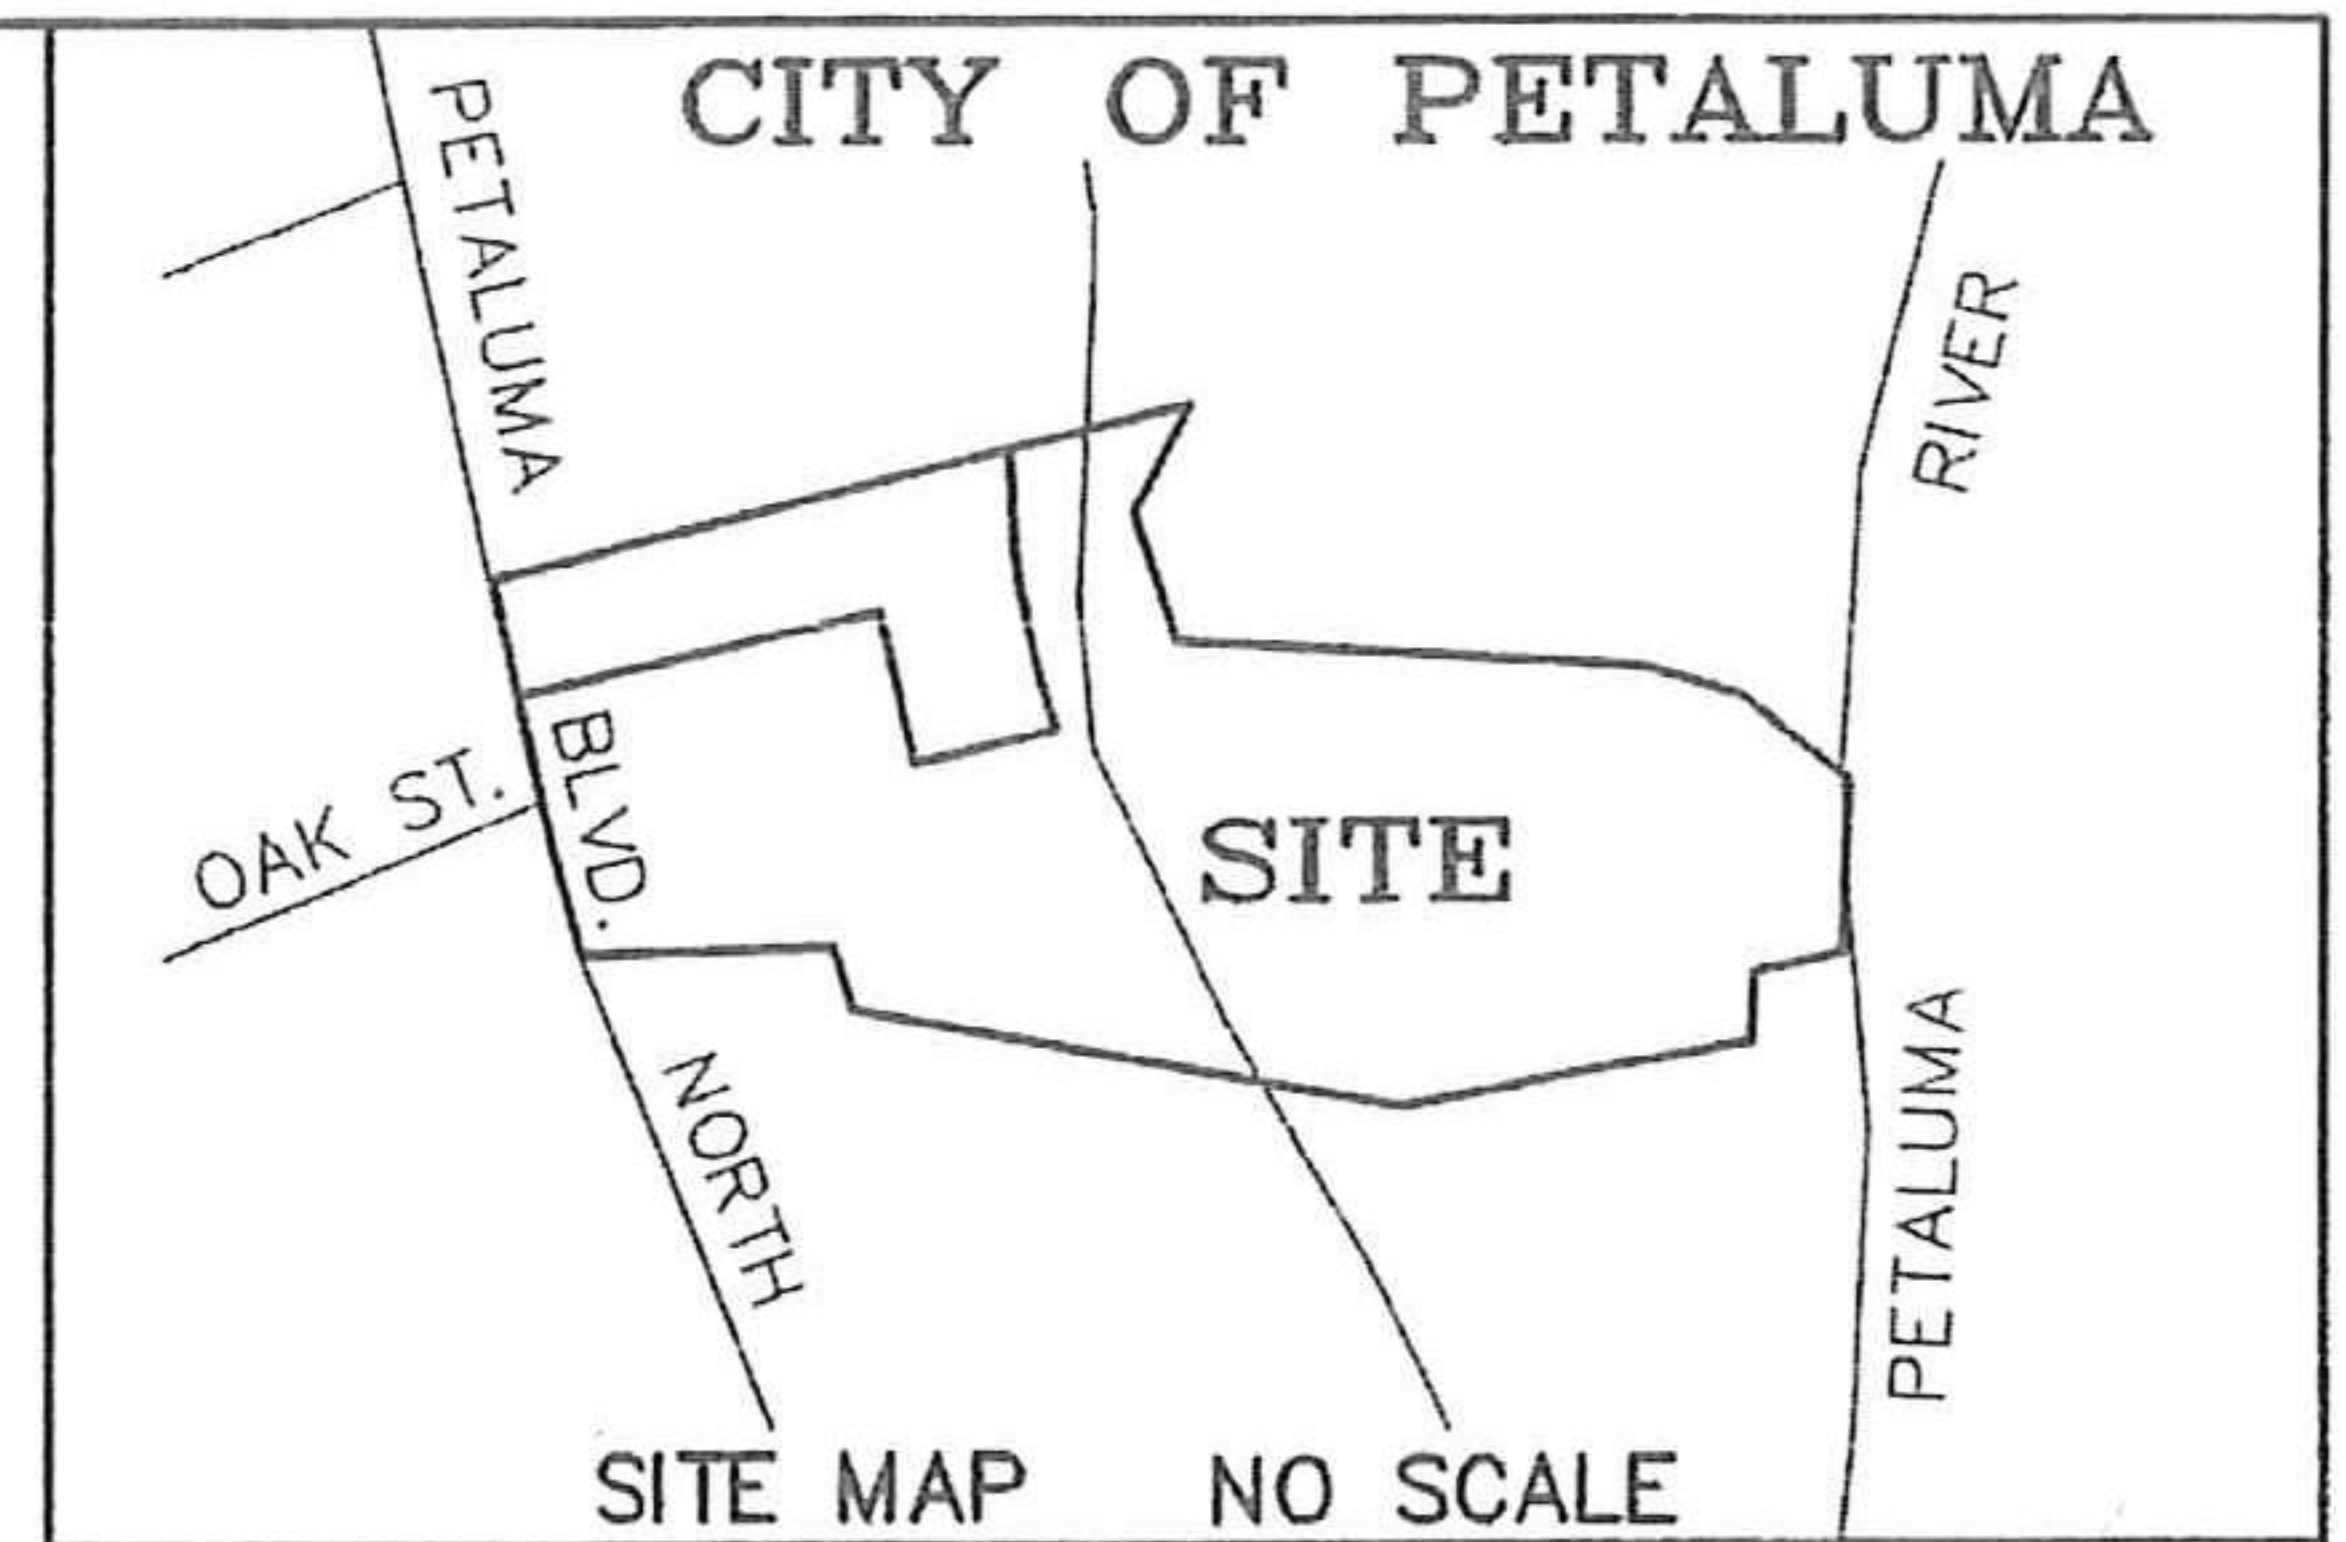 CITY OF PETALUMA
PETALUMA
BLVD.
NORTH
OAK ST.
SITE
RIVER
PETALUMA
SITE MAP NO SCALE